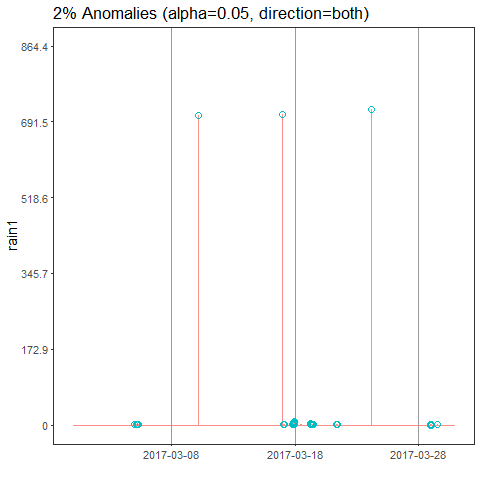 2% Anomalies (alpha=0.05, direction=both)
rain1
864.4
691.5
518.6
345.7
172.9
0
2017-03-08 2017-03-18 2017-03-28